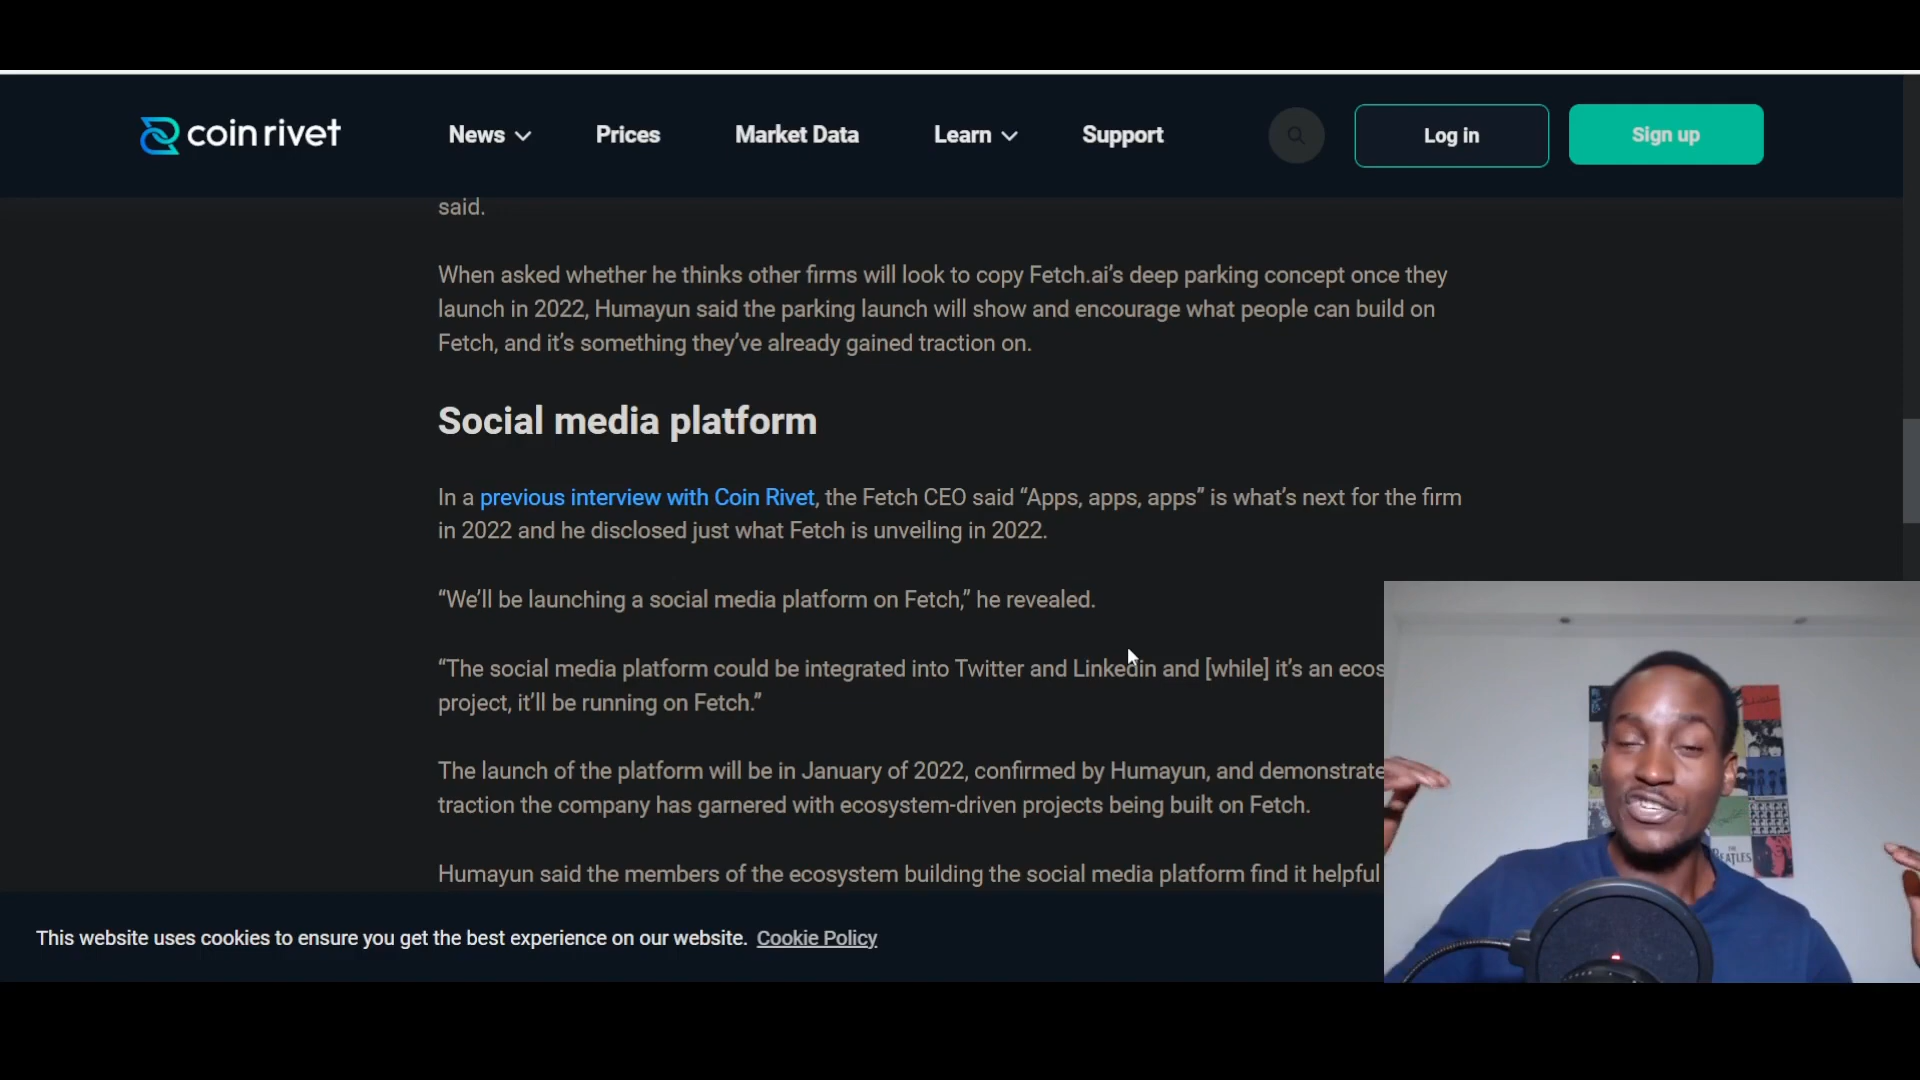 coinrivet
News
Prices
Market Data
Learn
Support
Log in
Sign up
said.
When asked whether he thinks other firms will look to copy Fetch.ai’s deep parking concept once they
launch in 2022, Humayun said the parking launch will show and encourage what people can build on
Fetch, and it’s something they’ve already gained traction on.
Social media platform
In a previous interview with Coin Rivet, the Fetch CEO said “Apps, apps, apps” is what’s next for the firm
in 2022 and he disclosed just what Fetch is unveiling in 2022.
“We’ll be launching a social media platform on Fetch,” he revealed.
“The social media platform could be integrated into Twitter and Linkedin and [while] it’s an ecos
project, it’ll be running on Fetch.”
The launch of the platform will be in January of 2022, confirmed by Humayun, and demonstrate
traction the company has garnered with ecosystem-driven projects being built on Fetch.
Humayun said the members of the ecosystem building the social media platform find it helpful
This website uses cookies to ensure you get the best experience on our website. Cookie Policy
THE
BEATLES